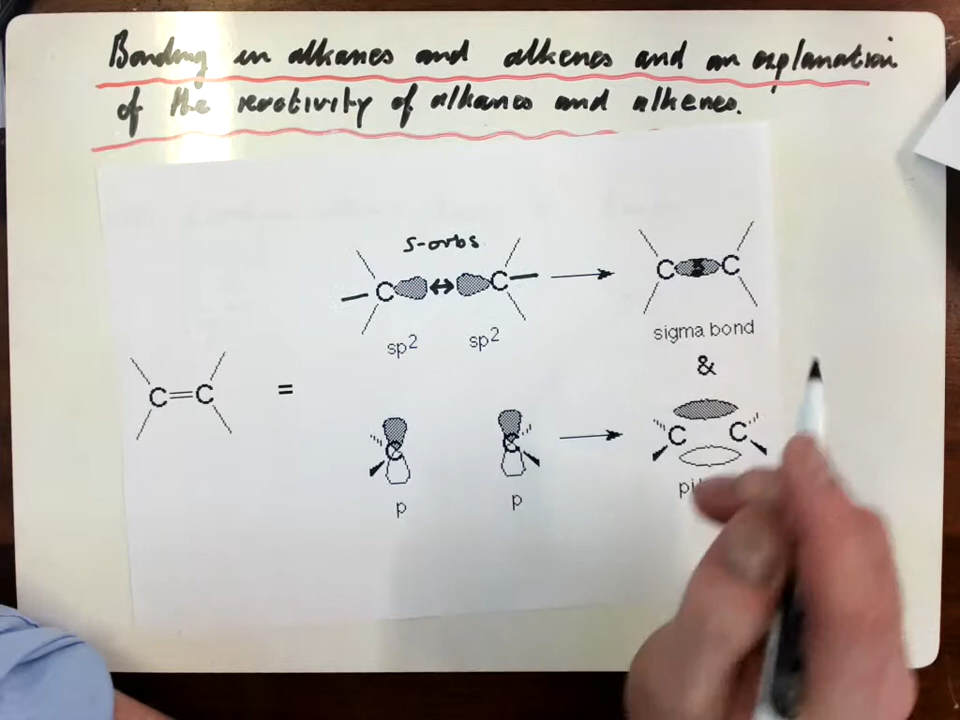 Bonding in alkanes and alkenes and an explanation
of the reactivity of alkanes and alkenes.
s-orbs
C C
sp2 sp2
C C
sigma bond
&
C=C
=
C C
p p
C C